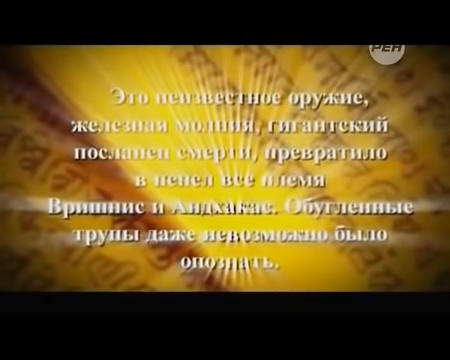 РЕН
Это неизвестное оружие,
железная молния, гигантский
посланец смерти, превратило
в пепел все племя
Вришнис и Андхакас. Обугленные
трупы даже невозможно было
опознать.